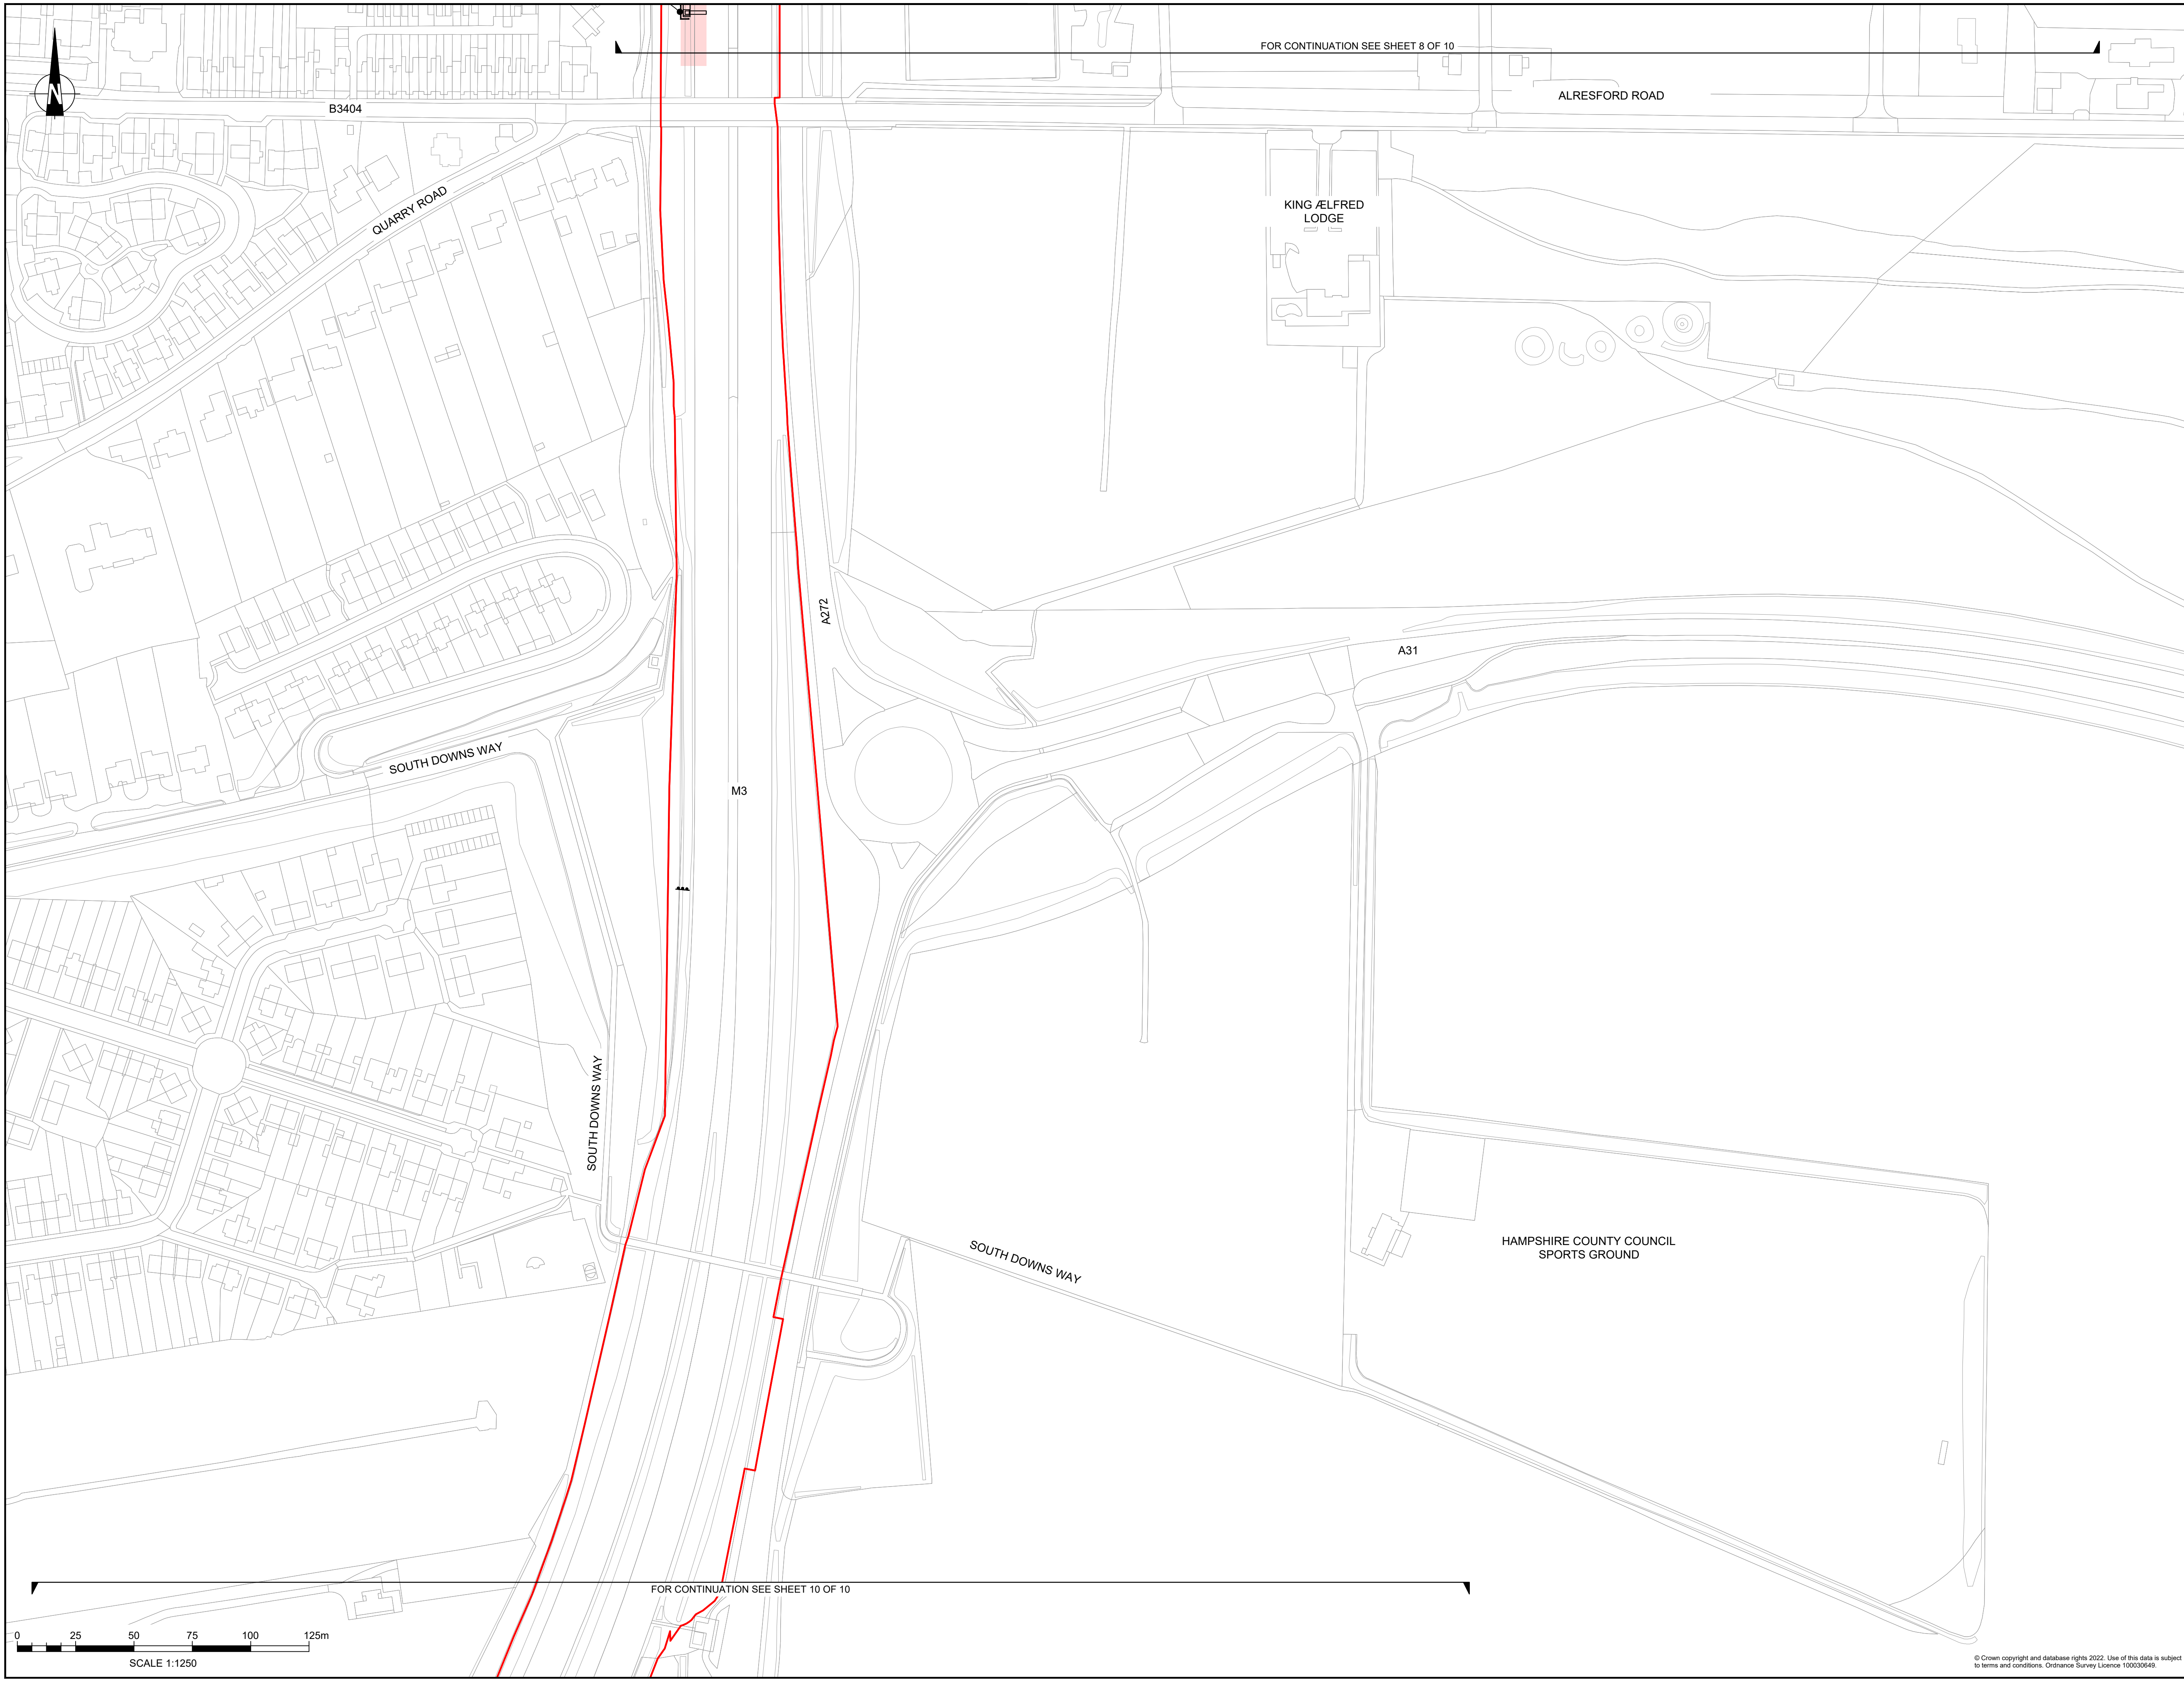 FOR CONTINUATION SEE SHEET 8 OF 10
N
B3404
ALRESFORD ROAD
QUARRY ROAD
KING ÆLFRED
LODGE
A272
A31
SOUTH DOWNS WAY
M3
SOUTH DOWNS WAY
SOUTH DOWNS WAY
HAMPSHIRE COUNTY COUNCIL
SPORTS GROUND
FOR CONTINUATION SEE SHEET 10 OF 10
0 25 50 75 100 125m
SCALE 1:1250
© Crown copyright and database rights 2022. Use of this data is subject
to terms and conditions. Ordnance Survey Licence 100030649.